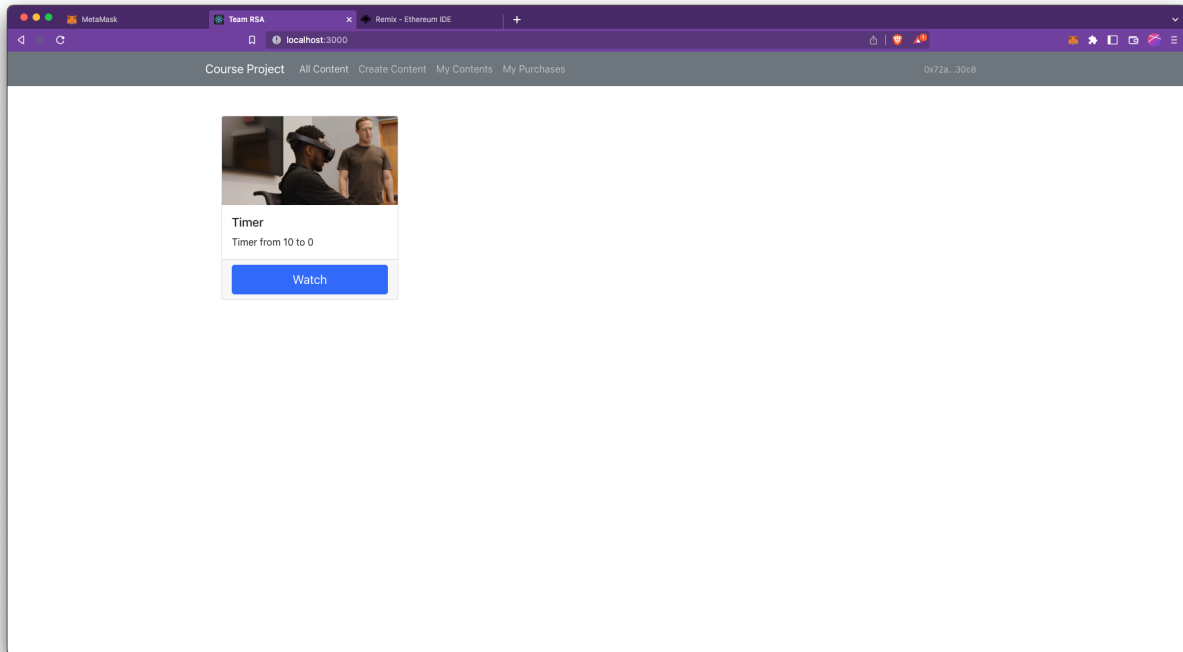 MetaMask
Team RSA
Remix - Ethereum IDE
localhost:3000
Course Project All Content Create Content My Contents My Purchases 0x72a...30c8
Timer
Timer from 10 to 0
Watch